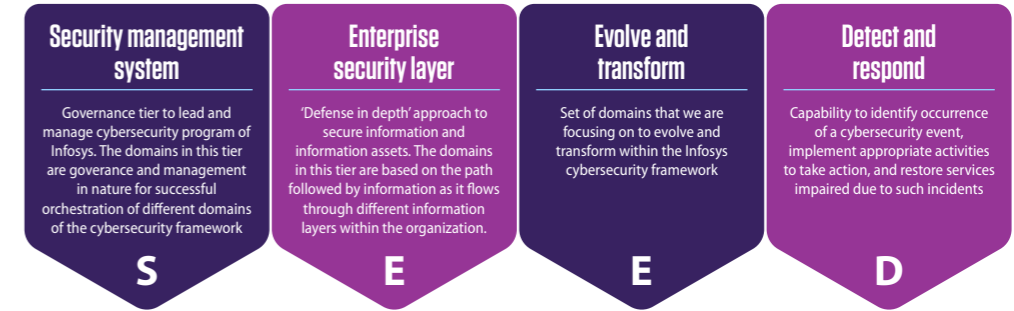 Security management
system
Governance tier to lead and
manage cybersecurity program of
Infosys. The domains in this tier
are goverance and management
in nature for successful
orchestration of different domains
of the cybersecurity framework
S
Enterprise
security layer
‘Defense in depth’ approach to
secure information and
information assets. The domains
in this tier are based on the path
followed by information as it flows
through different information
layers within the organization.
E
Evolve and
transform
Set of domains that we are
focusing on to evolve and
transform within the Infosys
cybersecurity framework
E
Detect and
respond
Capability to identify occurrence
of a cybersecurity event,
implement appropriate activities
to take action, and restore services
impaired due to such incidents
D